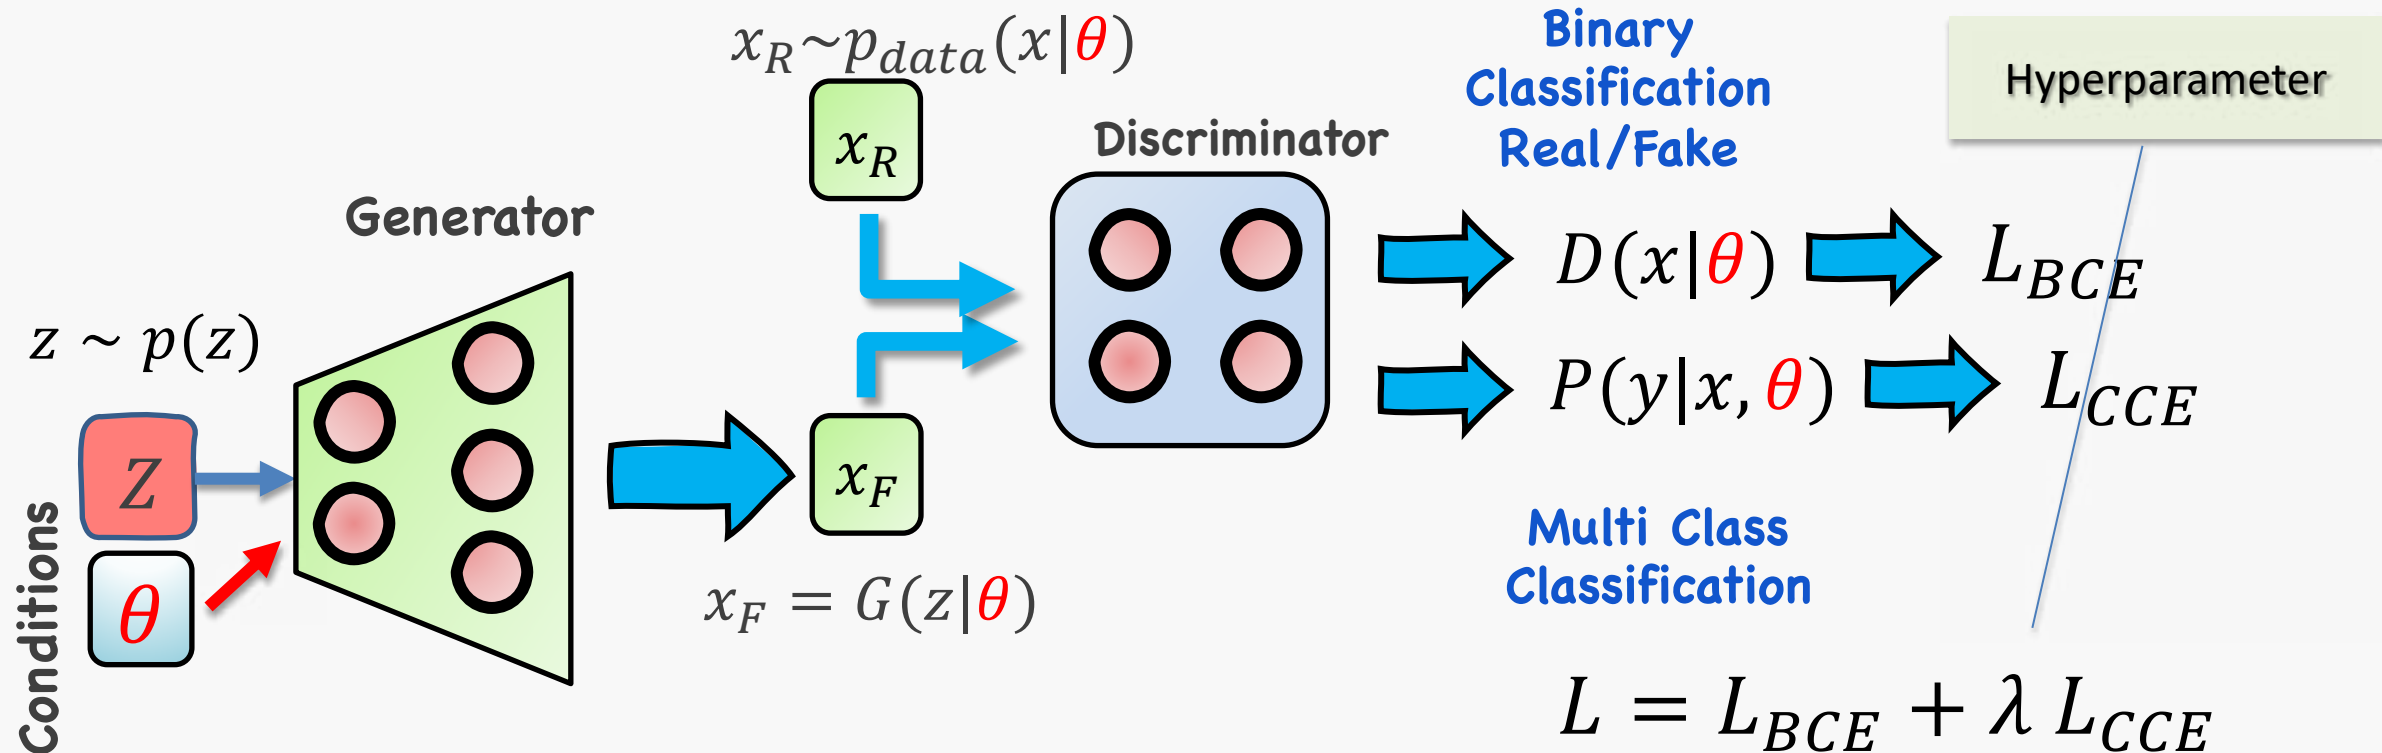 x_R~p_data(x|θ)
x_R
Binary
Classification
Real/Fake
Hyperparameter
Discriminator
Generator
z ~ p(z)
D(x|θ)
L_BCE
P(y|x, θ)
L_CCE
Z
θ
Conditions
x_F
x_F = G(z|θ)
Multi Class
Classification
L = L_BCE + λ L_CCE